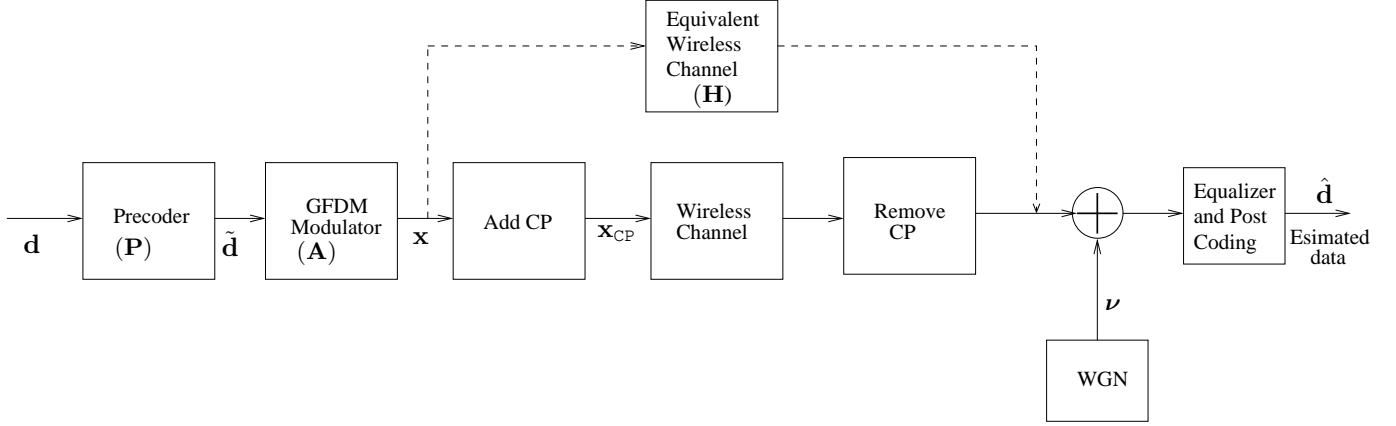 Equivalent
Wireless
Channel
(H)
Precoder
(P)
GFDM
Modulator
(A)
Add CP
Wireless
Channel
Remove
CP
Equalizer
and Post
Coding
d
d̃
x
x_CP
d̂
Esimated
data
ν
WGN